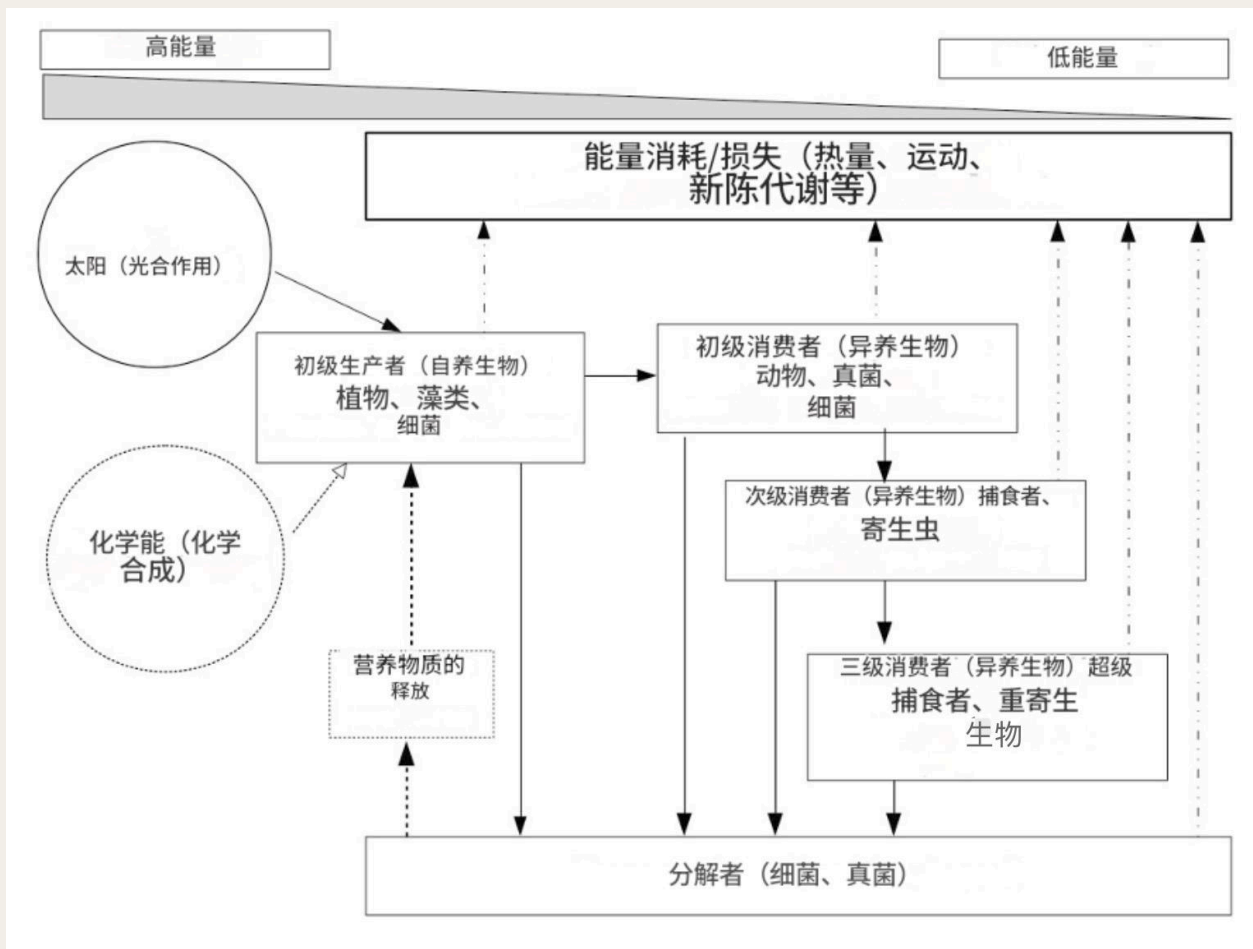 高能量
低能量
能量消耗/损失（热量、运动、
新陈代谢等）
太阳（光合作用）
初级生产者（自养生物）
植物、藻类、
细菌
初级消费者（异养生物）
动物、真菌、
细菌
次级消费者（异养生物）捕食者、
寄生虫
化学能（化学
合成）
营养物质的
释放
三级消费者（异养生物）超级
捕食者、重寄生
生物
分解者（细菌、真菌）